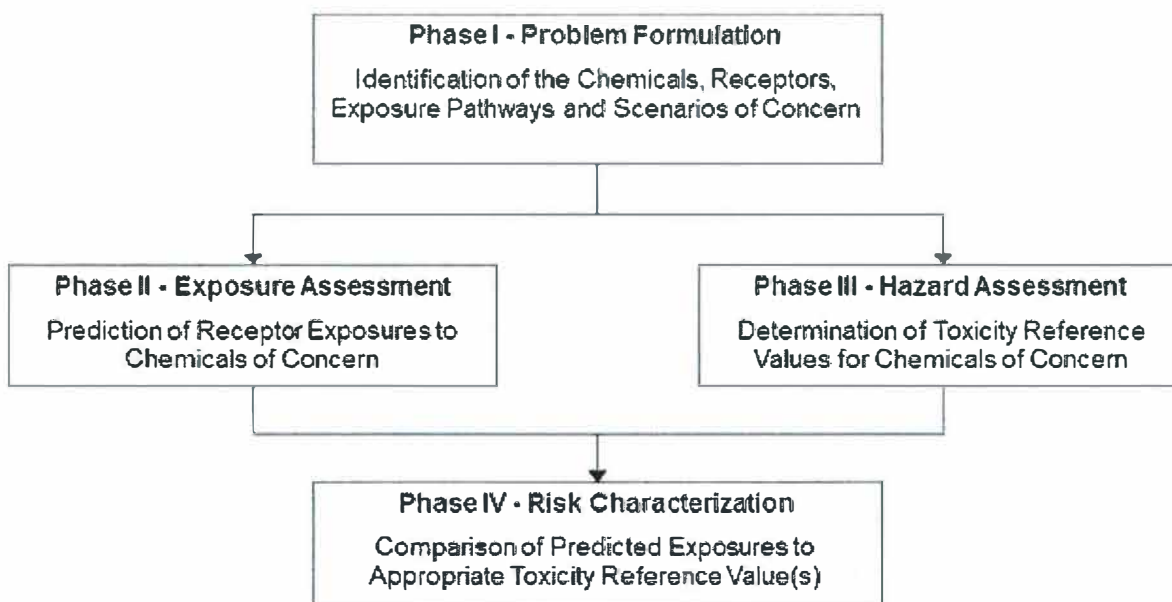 Phase I - Problem Formulation
Identification of the Chemicals, Receptors,
Exposure Pathways and Scenarios of Concern
Phase II - Exposure Assessment
Prediction of Receptor Exposures to
Chemicals of Concern
Phase III - Hazard Assessment
Determination of Toxicity Reference
Values for Chemicals of Concern
Phase IV - Risk Characterization
Comparison of Predicted Exposures to
Appropriate Toxicity Reference Value(s)